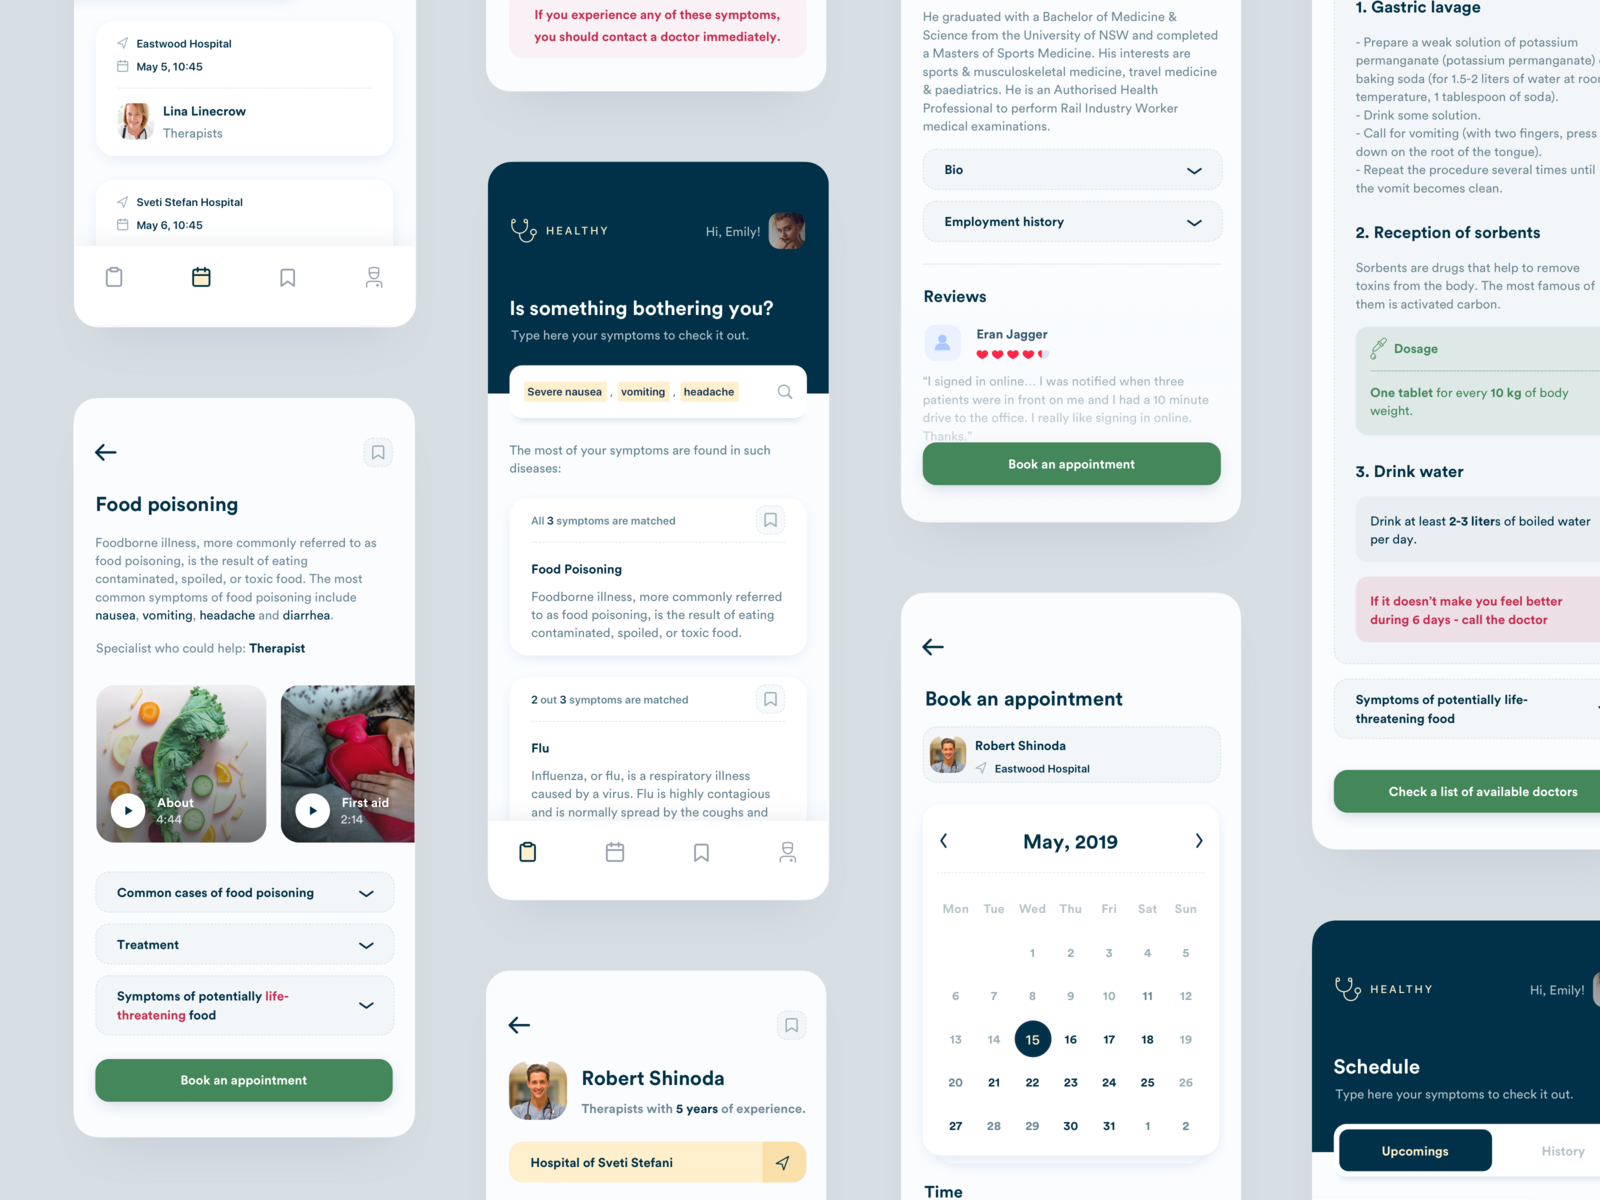 Eastwood Hospital
May 5, 10:45
Lina Linecrow
Therapists
Sveti Stefan Hospital
May 6, 10:45
Food poisoning
Foodborne illness, more commonly referred to as
food poisoning, is the result of eating
contaminated, spoiled, or toxic food. The most
common symptoms of food poisoning include
nausea, vomiting, headache and diarrhea.
Specialist who could help: Therapist
About
4:44
First aid
2:14
Common cases of food poisoning
Treatment
Symptoms of potentially life-
threatening food
Book an appointment
If you experience any of these symptoms,
you should contact a doctor immediately.
HEALTHY
Hi, Emily!
Is something bothering you?
Type here your symptoms to check it out.
Severe nausea , vomiting , headache
The most of your symptoms are found in such
diseases:
All 3 symptoms are matched
Food Poisoning
Foodborne illness, more commonly referred
to as food poisoning, is the result of eating
contaminated, spoiled, or toxic food.
2 out 3 symptoms are matched
Flu
Influenza, or flu, is a respiratory illness
caused by a virus. Flu is highly contagious
and is normally spread by the coughs and
Robert Shinoda
Therapists with 5 years of experience.
Hospital of Sveti Stefani
He graduated with a Bachelor of Medicine &
Science from the University of NSW and completed
a Masters of Sports Medicine. His interests are
sports & musculoskeletal medicine, travel medicine
& paediatrics. He is an Authorised Health
Professional to perform Rail Industry Worker
medical examinations.
Bio
Employment history
Reviews
Eran Jagger
“I signed in online... I was notified when three
patients were in front on me and I had a 10 minute
drive to the office. I really like signing in online.
Thanks.”
Book an appointment
Book an appointment
Robert Shinoda
Eastwood Hospital
May, 2019
Mon Tue Wed Thu Fri Sat Sun
1 2 3 4 5
6 7 8 9 10 11 12
13 14 15 16 17 18 19
20 21 22 23 24 25 26
27 28 29 30 31 1 2
Time
1. Gastric lavage
- Prepare a weak solution of potassium
permanganate (potassium permanganate)
baking soda (for 1.5-2 liters of water at roo
temperature, 1 tablespoon of soda).
- Drink some solution.
- Call for vomiting (with two fingers, press
down on the root of the tongue).
- Repeat the procedure several times until
the vomit becomes clean.
2. Reception of sorbents
Sorbents are drugs that help to remove
toxins from the body. The most famous of
them is activated carbon.
Dosage
One tablet for every 10 kg of body
weight.
3. Drink water
Drink at least 2-3 liters of boiled water
per day.
If it doesn’t make you feel better
during 6 days - call the doctor
Symptoms of potentially life-
threatening food
Check a list of available doctors
HEALTHY
Hi, Emily!
Schedule
Type here your symptoms to check it out.
Upcomings
History